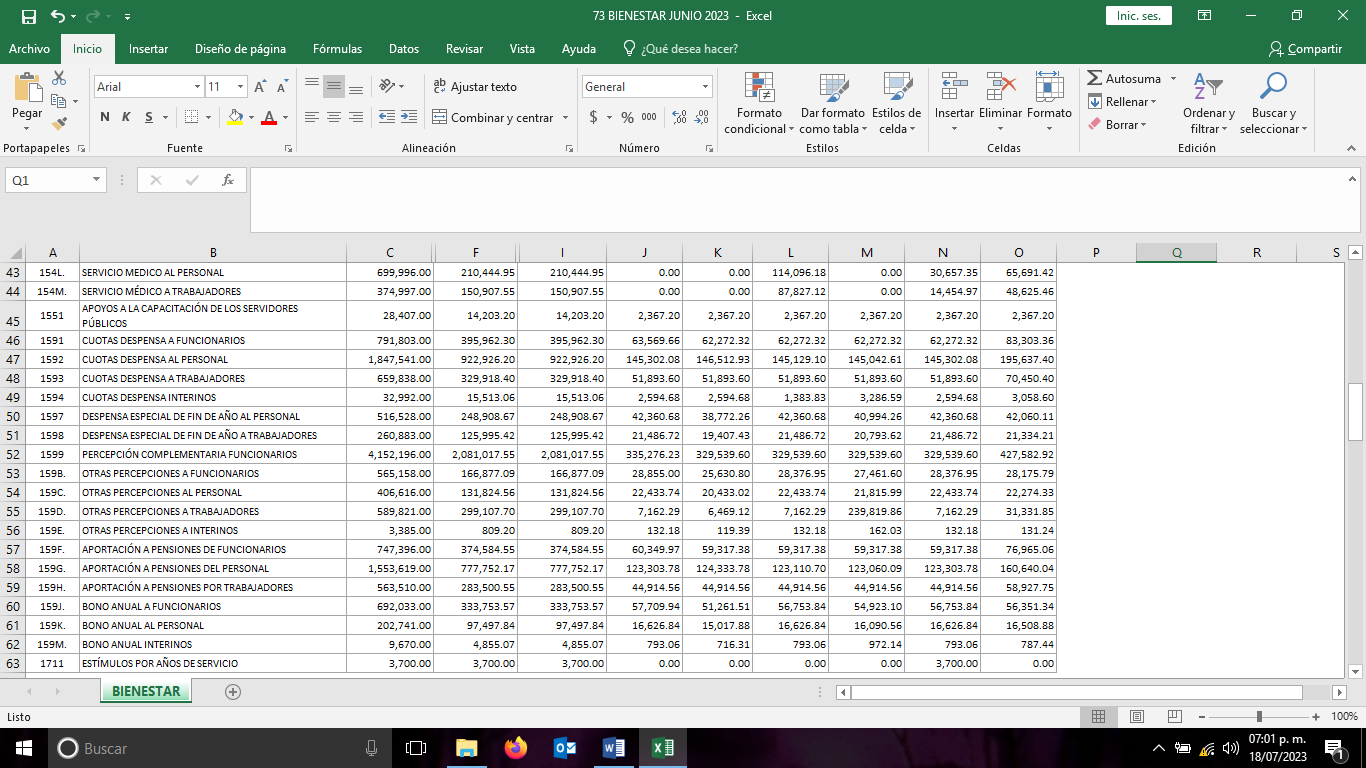 73 BIENESTAR JUNIO 2023 - Excel
Inic. ses.
Archivo Inicio Insertar Diseño de página Fórmulas Datos Revisar Vista Ayuda ¿Qué desea hacer? Compartir
Pegar
Portapapeles
Arial 11
N K S
Fuente
Ajustar texto
Combinar y centrar
Alineación
General
$ % 000
Número
Formato condicional
Dar formato como tabla
Estilos de celda
Estilos
Insertar Eliminar Formato
Celdas
Autosuma
Rellenar
Borrar
Ordenar y filtrar
Buscar y seleccionar
Edición
Q1 fx
A B C F I J K L M N O P Q R S
43 154L. SERVICIO MEDICO AL PERSONAL 699,996.00 210,444.95 210,444.95 0.00 0.00 114,096.18 0.00 30,657.35 65,691.42
44 154M. SERVICIO MÉDICO A TRABAJADORES 374,997.00 150,907.55 150,907.55 0.00 0.00 87,827.12 0.00 14,454.97 48,625.46
45 1551 APOYOS A LA CAPACITACIÓN DE LOS SERVIDORES PÚBLICOS 28,407.00 14,203.20 14,203.20 2,367.20 2,367.20 2,367.20 2,367.20 2,367.20 2,367.20
46 1591 CUOTAS DESPENSA A FUNCIONARIOS 791,803.00 395,962.30 395,962.30 63,569.66 62,272.32 62,272.32 62,272.32 62,272.32 83,303.36
47 1592 CUOTAS DESPENSA AL PERSONAL 1,847,541.00 922,926.20 922,926.20 145,302.08 146,512.93 145,129.10 145,042.61 145,302.08 195,637.40
48 1593 CUOTAS DESPENSA A TRABAJADORES 659,838.00 329,918.40 329,918.40 51,893.60 51,893.60 51,893.60 51,893.60 51,893.60 70,450.40
49 1594 CUOTAS DESPENSA INTERINOS 32,992.00 15,513.06 15,513.06 2,594.68 2,594.68 1,383.83 3,286.59 2,594.68 3,058.60
50 1597 DESPENSA ESPECIAL DE FIN DE AÑO AL PERSONAL 516,528.00 248,908.67 248,908.67 42,360.68 38,772.26 42,360.68 40,994.26 42,360.68 42,060.11
51 1598 DESPENSA ESPECIAL DE FIN DE AÑO A TRABAJADORES 260,883.00 125,995.42 125,995.42 21,486.72 19,407.43 21,486.72 20,793.62 21,486.72 21,334.21
52 1599 PERCEPCIÓN COMPLEMENTARIA FUNCIONARIOS 4,152,196.00 2,081,017.55 2,081,017.55 335,276.23 329,539.60 329,539.60 329,539.60 329,539.60 427,582.92
53 159B. OTRAS PERCEPCIONES A FUNCIONARIOS 565,158.00 166,877.09 166,877.09 28,855.00 25,630.80 28,376.95 27,461.60 28,376.95 28,175.79
54 159C. OTRAS PERCEPCIONES AL PERSONAL 406,616.00 131,824.56 131,824.56 22,433.74 20,433.02 22,433.74 21,815.99 22,433.74 22,274.33
55 159D. OTRAS PERCEPCIONES A TRABAJADORES 589,821.00 299,107.70 299,107.70 7,162.29 6,469.12 7,162.29 239,819.86 7,162.29 31,331.85
56 159E. OTRAS PERCEPCIONES A INTERINOS 3,385.00 809.20 809.20 132.18 119.39 132.18 162.03 132.18 131.24
57 159F. APORTACIÓN A PENSIONES DE FUNCIONARIOS 747,396.00 374,584.55 374,584.55 60,349.97 59,317.38 59,317.38 59,317.38 59,317.38 76,965.06
58 159G. APORTACIÓN A PENSIONES DEL PERSONAL 1,553,619.00 777,752.17 777,752.17 123,303.78 124,333.78 123,110.70 123,060.09 123,303.78 160,640.04
59 159H. APORTACIÓN A PENSIONES POR TRABAJADORES 563,510.00 283,500.55 283,500.55 44,914.56 44,914.56 44,914.56 44,914.56 44,914.56 58,927.75
60 159J. BONO ANUAL A FUNCIONARIOS 692,033.00 333,753.57 333,753.57 57,709.94 51,261.51 56,753.84 54,923.10 56,753.84 56,351.34
61 159K. BONO ANUAL AL PERSONAL 202,741.00 97,497.84 97,497.84 16,626.84 15,017.88 16,626.84 16,090.56 16,626.84 16,508.88
62 159M. BONO ANUAL INTERINOS 9,670.00 4,855.07 4,855.07 793.06 716.31 793.06 972.14 793.06 787.44
63 1711 ESTÍMULOS POR AÑOS DE SERVICIO 3,700.00 3,700.00 3,700.00 0.00 0.00 0.00 0.00 3,700.00 0.00
BIENESTAR
Listo 100%
Buscar
07:01 p. m.
18/07/2023
1